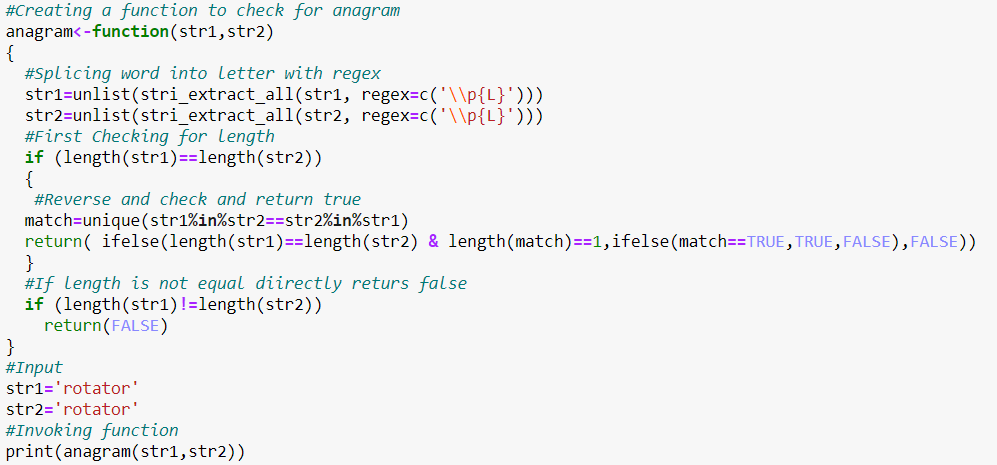 #Creating a function to check for anagram
anagram<-function(str1,str2)
{
  #Splicing word into letter with regex
  str1=unlist(stri_extract_all(str1, regex=c('\\p{L}')))
  str2=unlist(stri_extract_all(str2, regex=c('\\p{L}')))
  #First Checking for length
  if (length(str1)==length(str2))
  {
   #Reverse and check and return true
  match=unique(str1%in%str2==str2%in%str1)
  return( ifelse(length(str1)==length(str2) & length(match)==1,ifelse(match==TRUE,TRUE,FALSE),FALSE))
  }
  #If length is not equal diirectly returs false
  if (length(str1)!=length(str2))
    return(FALSE)
}
#Input
str1='rotator'
str2='rotator'
#Invoking function
print(anagram(str1,str2))